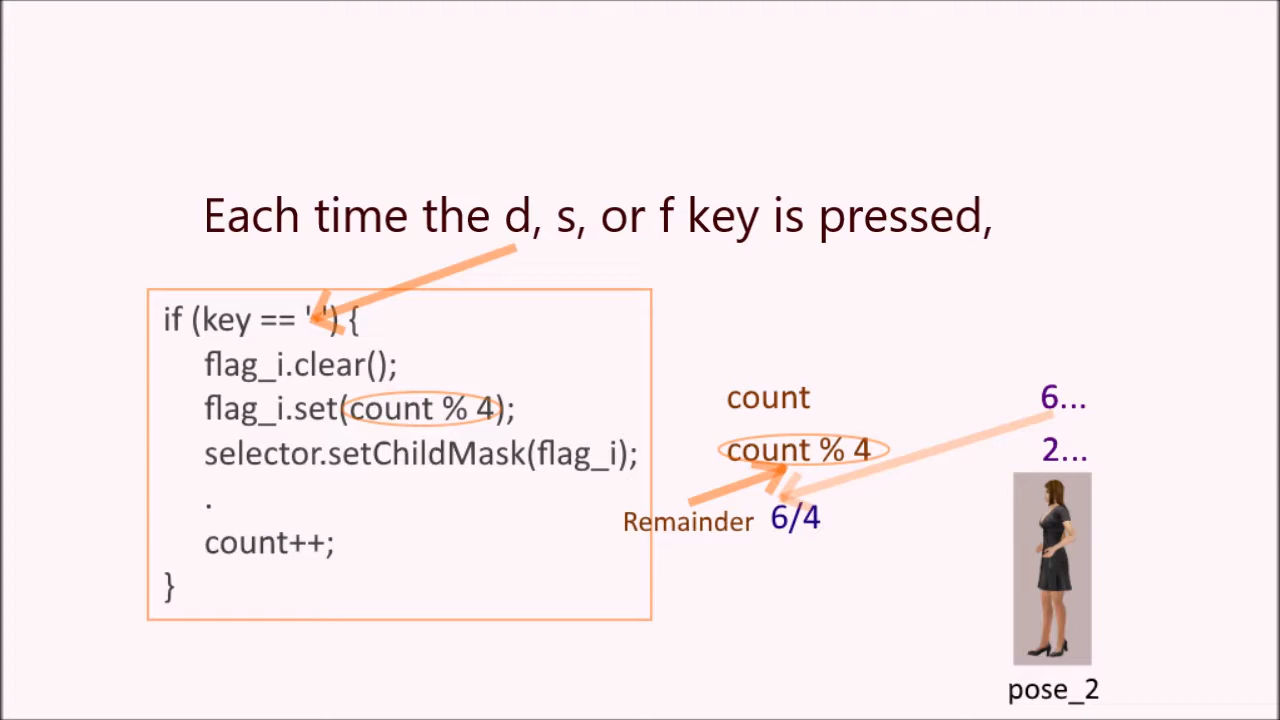 Each time the d, s, or f key is pressed,
if (key == ' ') {
flag_i.clear();
flag_i.set(count % 4);
selector.setChildMask(flag_i);
.
count++;
}
count 6...
count % 4 2...
Remainder 6/4
pose_2